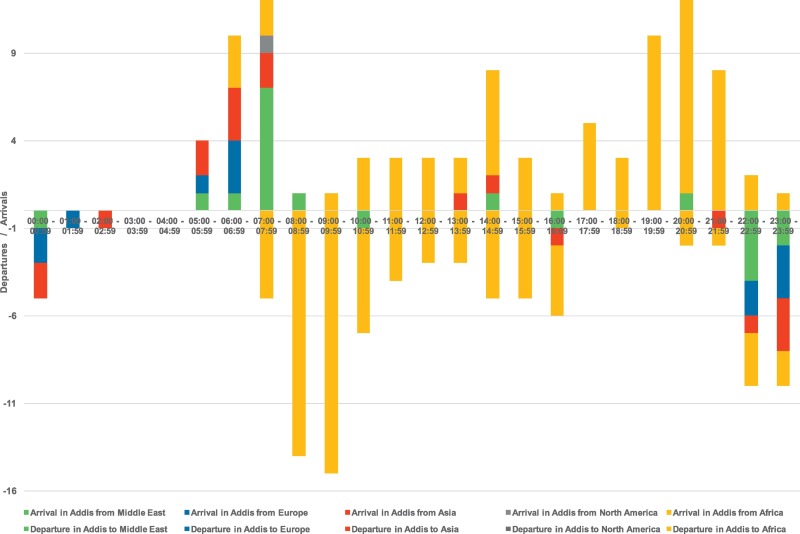 9
4
-1
-6
-11
-16
Departures / Arrivals
00:00 - 00:59
01:00 - 01:59
02:00 - 02:59
03:00 - 03:59
04:00 - 04:59
05:00 - 05:59
06:00 - 06:59
07:00 - 07:59
08:00 - 08:59
09:00 - 09:59
10:00 - 10:59
11:00 - 11:59
12:00 - 12:59
13:00 - 13:59
14:00 - 14:59
15:00 - 15:59
16:00 - 16:59
17:00 - 17:59
18:00 - 18:59
19:00 - 19:59
20:00 - 20:59
21:00 - 21:59
22:00 - 22:59
23:00 - 23:59
Arrival in Addis from Middle East
Arrival in Addis from Europe
Arrival in Addis from Asia
Arrival in Addis from North America
Arrival in Addis from Africa
Departure in Addis to Middle East
Departure in Addis to Europe
Departure in Addis to Asia
Departure in Addis to North America
Departure in Addis to Africa